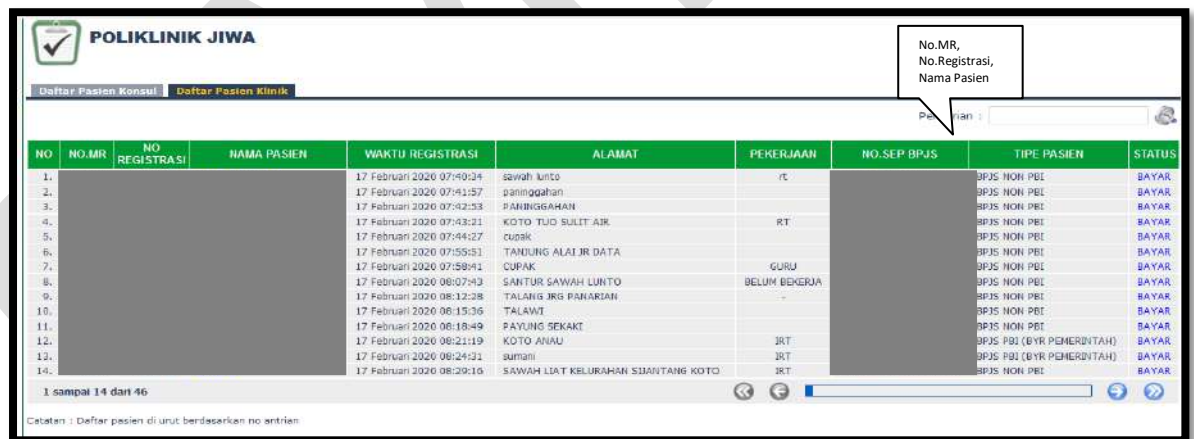 POLIKLINIK JIWA
No.MR,
No.Registrasi,
Nama Pasien
Daftar Pasien Konsul Daftar Pasien Klinik
NO NO.MR NO REGISTRASI NAMA PASIEN WAKTU REGISTRASI ALAMAT PEKERJAAN NO.SEP BPJS TIPE PASIEN STATUS
1. 17 Februari 2020 07:40:34 sawah lunto rt BPJS NON PBI BAYAR
2. 17 Februari 2020 07:41:57 paninggahan BPJS NON PBI BAYAR
3. 17 Februari 2020 07:42:53 PANINGGAHAN BPJS NON PBI BAYAR
4. 17 Februari 2020 07:43:21 KOTO TUO SULIT AIR RT BPJS NON PBI BAYAR
5. 17 Februari 2020 07:44:27 cupak BPJS NON PBI BAYAR
6. 17 Februari 2020 07:55:51 TANJUNG ALAI JR DATA BPJS NON PBI BAYAR
7. 17 Februari 2020 07:58:41 CUPAK GURU BPJS NON PBI BAYAR
8. 17 Februari 2020 08:07:43 SANTUR SAWAH LUNTO BELUM BEKERJA BPJS NON PBI BAYAR
9. 17 Februari 2020 08:12:28 TALANG JRG PANARIAN - BPJS NON PBI BAYAR
10. 17 Februari 2020 08:15:36 TALAWI BPJS NON PBI BAYAR
11. 17 Februari 2020 08:18:49 PAYUNG SEKAKI BPJS NON PBI BAYAR
12. 17 Februari 2020 08:21:19 KOTO ANAU IRT BPJS PBI (BYR PEMERINTAH) BAYAR
13. 17 Februari 2020 08:24:31 sumani IRT BPJS PBI (BYR PEMERINTAH) BAYAR
14. 17 Februari 2020 08:29:16 SAWAH LIAT KELURAHAN SIJANTANG KOTO IRT BPJS NON PBI BAYAR
1 sampai 14 dari 46
Catatan : Daftar pasien di urut berdasarkan no antrian